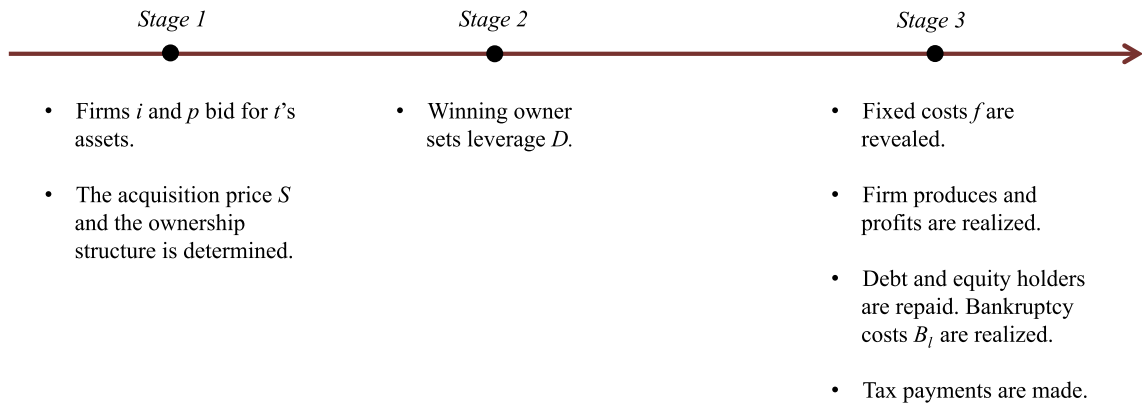 Stage 1
Stage 2
Stage 3
• Firms i and p bid for t's
assets.
• The acquisition price S
and the ownership
structure is determined.
• Winning owner
sets leverage D.
• Fixed costs f are
revealed.
• Firm produces and
profits are realized.
• Debt and equity holders
are repaid. Bankruptcy
costs B_l are realized.
• Tax payments are made.